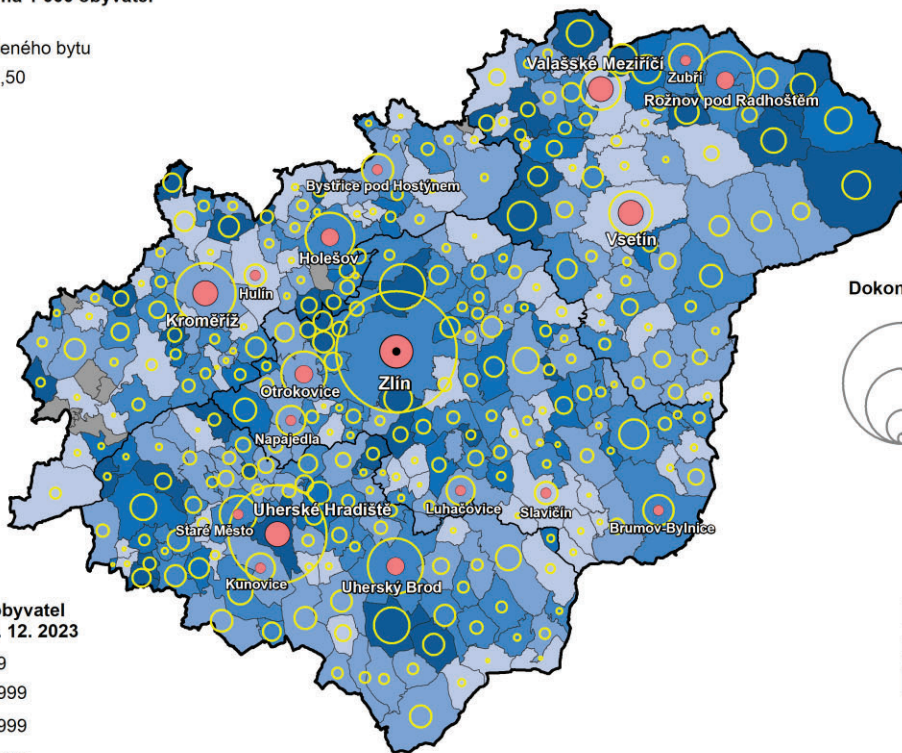 na 1 000 obyvatel
eného bytu
,50
Valašské Meziříčí
Zubří
Rožnov pod Radhoštěm
Bystřice pod Hostýnem
Vsetín
Holešov
Hulín
Kroměříž
Dokon
Zlín
Otrokovice
Napajedla
Uherské Hradiště
Luhačovice
Slavičín
Staré Město
Brumov-Bylnice
Kunovice
Uherský Brod
obyvatel
. 12. 2023
9
999
999